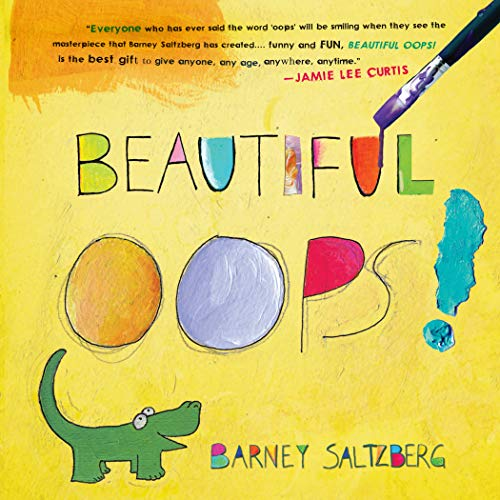 "Everyone who has ever said the word 'oops' will be smiling when they see the
masterpiece that Barney Saltzberg has created.... funny and FUN, BEAUTIFUL OOPS!
is the best gift to give anyone, any age, anywhere, anytime."
—JAMIE LEE CURTIS
BEAUTIFUL
OOPS!
BARNEY SALTZBERG